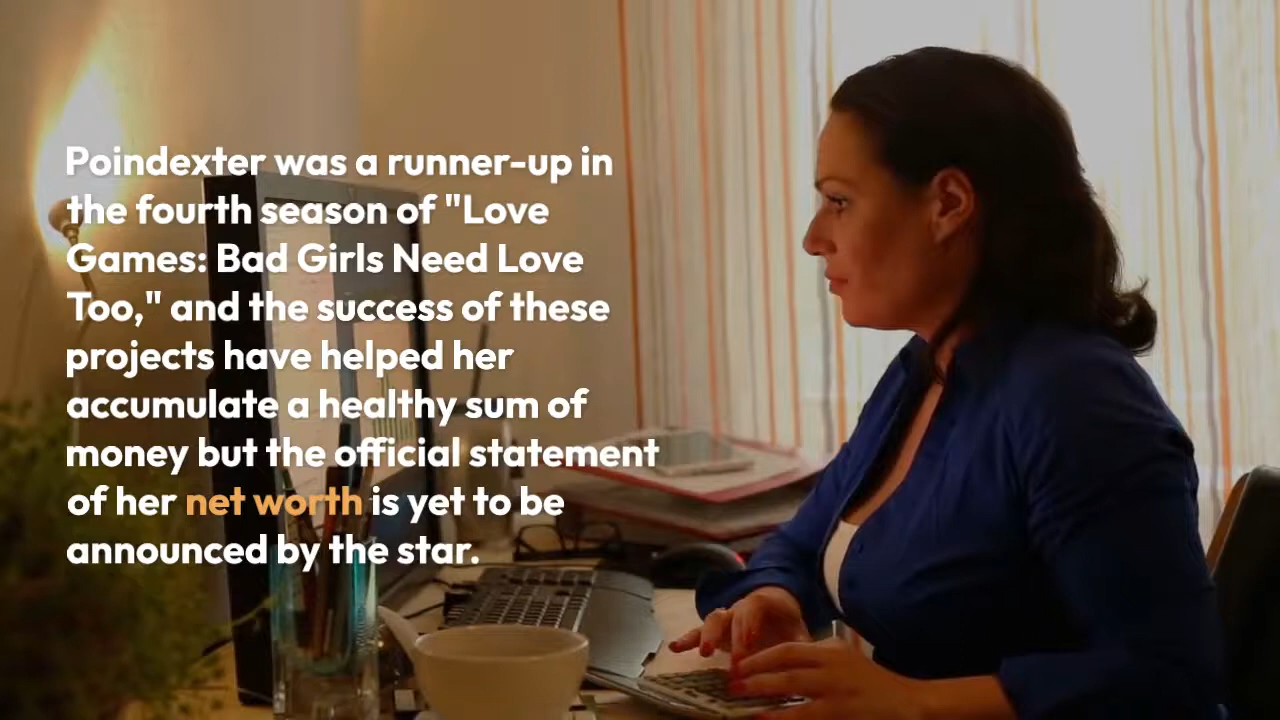 Poindexter was a runner-up in
the fourth season of "Love
Games: Bad Girls Need Love
Too," and the success of these
projects have helped her
accumulate a healthy sum of
money but the official statement
of her net worth is yet to be
announced by the star.